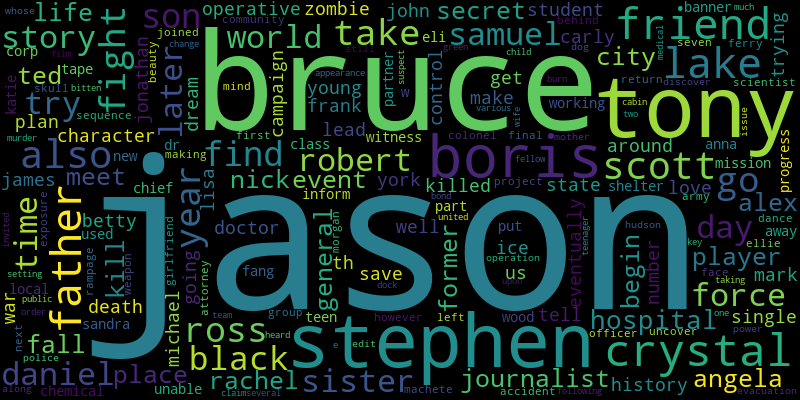 life son operative zombie john secret student behind community whose much
story corp fight joined carly banner trying
take samuel friend
ted tape jonathan beauty later bruce world campaign partner eli control city seven ferry
katie dream young frank appearance suspect get lake scientist
try skull bitten mind green child dog medical return discover
plan sequence w make working burn various cabin two tony
murder character first lead witness colonel final mother issue
also dr making find class robert boris wife around anna mission progress
james meet new lisa nick event york killed fellow scott go
chief year inform state shelter love army alex
time exposure betty father jason project bond part united day dance away
invited used doctor th morgan well put ice former eventually begin number hudson key ellie player
setting kill rampage going fang save general us operation teenager tell face mark
local weapon girlfriend attorney dock upon taking force
war public death group teen however left wood hospital single
order sandra michael team ross heard stephen officer uncover power one
next fall police black e edit crystal
daniel place unable rachel sister journalist history angela
along chemical claim several machete accident following evacuation